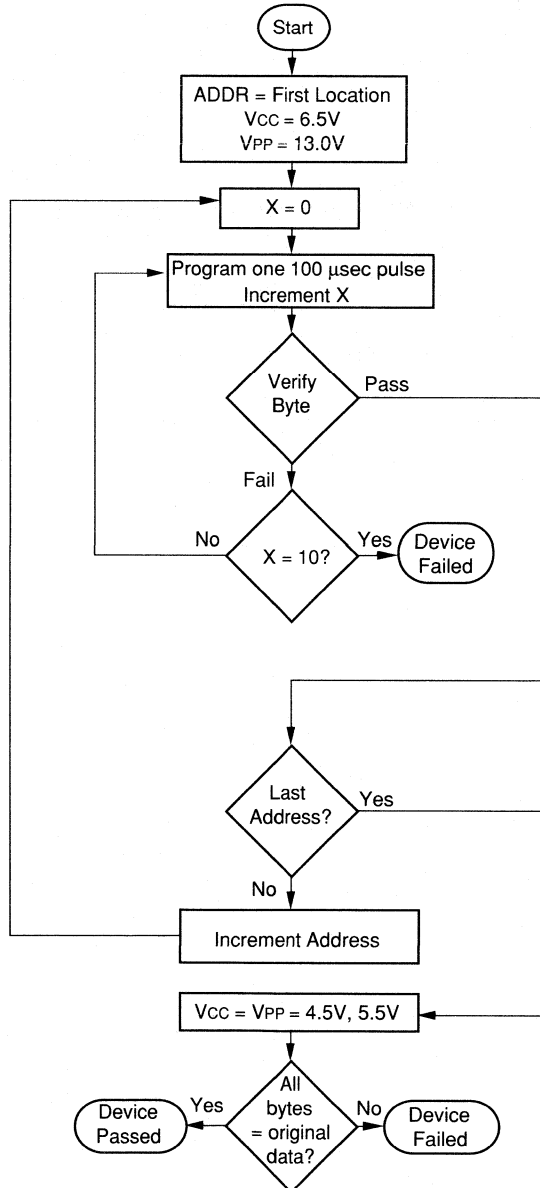 Start
ADDR = First Location
VCC = 6.5V
VPP = 13.0V
X = 0
Program one 100 µsec pulse
Increment X
Verify
Byte
Pass
Fail
No
X = 10?
Yes
Device
Failed
Last
Address?
Yes
No
Increment Address
VCC = VPP = 4.5V, 5.5V
Device
Passed
Yes
All
bytes
= original
data?
No
Device
Failed